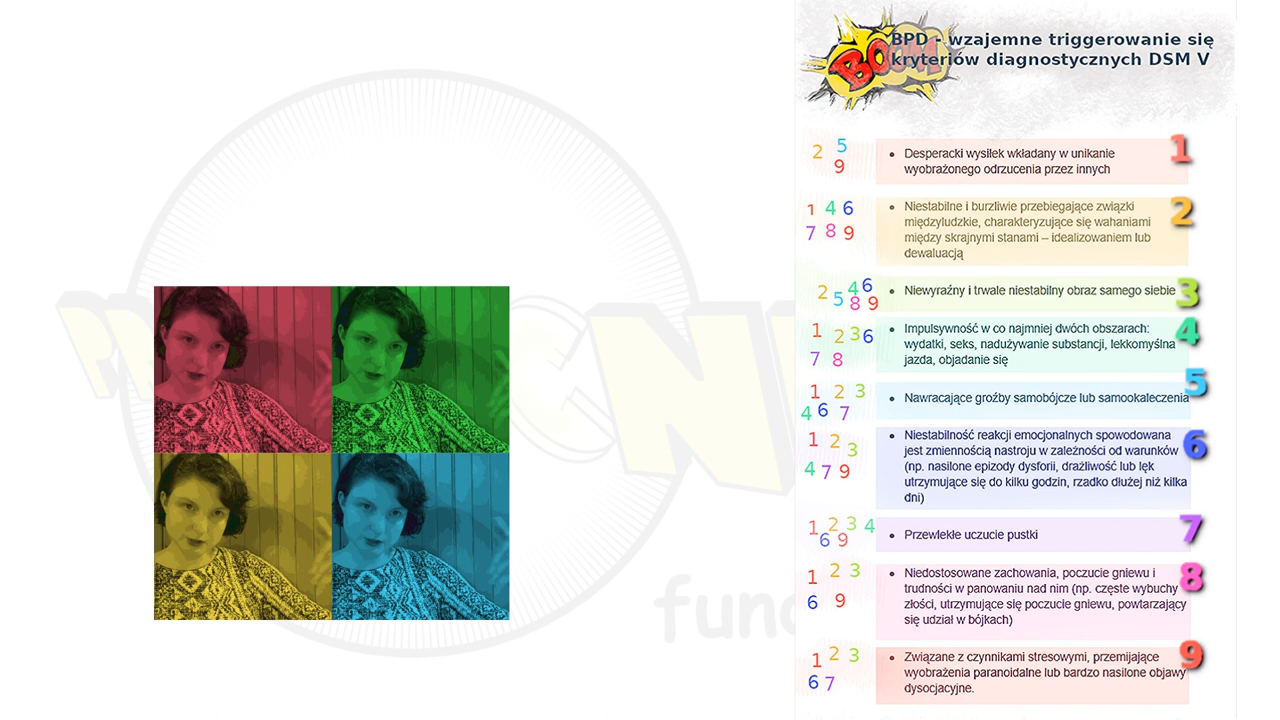 BOOM
BPD - wzajemne triggerowanie się
kryteriów diagnostycznych DSM V
2 5
9
• Desperacki wysiłek wkładany w unikanie
wyobrażonego odrzucenia przez innych
1
1 4 6
7 8 9
• Niestabilne i burzliwie przebiegające związki
międzyludzkie, charakteryzujące się wahaniami
między skrajnymi stanami – idealizowaniem lub
dewaluacją
2
2 5 4 6
8 9
• Niewyraźny i trwale niestabilny obraz samego siebie
3
1 2 3 6
7 8
• Impulsywność w co najmniej dwóch obszarach:
wydatki, seks, nadużywanie substancji, lekkomyślna
jazda, objadanie się
4
1 2 3
4 6 7
• Nawracające groźby samobójcze lub samookaleczenia
5
1 2 3
4 7 9
• Niestabilność reakcji emocjonalnych spowodowana
jest zmiennością nastroju w zależności od warunków
(np. nasilone epizody dysforii, drażliwość lub lęk
utrzymujące się do kilku godzin, rzadko dłużej niż kilka
dni)
6
1 2 3 4
6 9
• Przewlekłe uczucie pustki
7
1 2 3
6 9
• Niedostosowane zachowania, poczucie gniewu i
trudności w panowaniu nad nim (np. częste wybuchy
złości, utrzymujące się poczucie gniewu, powtarzający
się udział w bójkach)
8
1 2 3
6 7
• Związane z czynnikami stresowymi, przemijające
wyobrażenia paranoidalne lub bardzo nasilone objawy
dysocjacyjne.
9